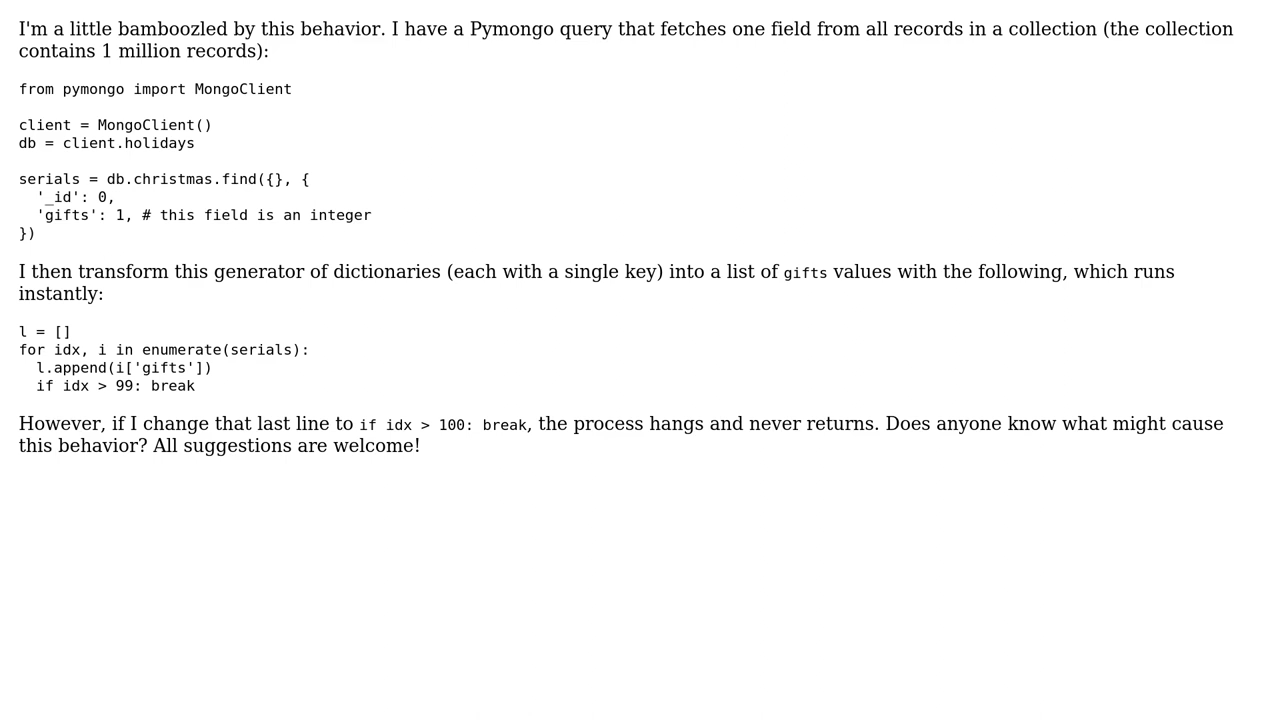 I'm a little bamboozled by this behavior. I have a Pymongo query that fetches one field from all records in a collection (the collection
contains 1 million records):
from pymongo import MongoClient
client = MongoClient()
db = client.holidays
serials = db.christmas.find({}, {
  '_id': 0,
  'gifts': 1, # this field is an integer
})
I then transform this generator of dictionaries (each with a single key) into a list of gifts values with the following, which runs
instantly:
l = []
for idx, i in enumerate(serials):
  l.append(i['gifts'])
  if idx > 99: break
However, if I change that last line to if idx > 100: break, the process hangs and never returns. Does anyone know what might cause
this behavior? All suggestions are welcome!